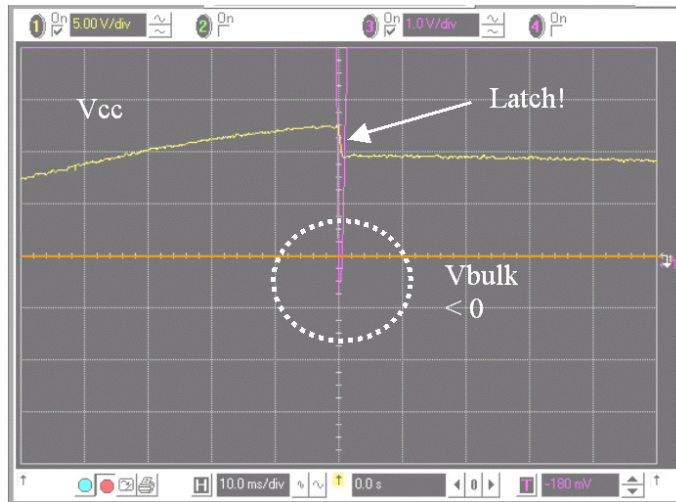 1 On 5.00 V/div 2 On 3 On 1.0 V/div 4 On
Vcc
Latch!
Vbulk
< 0
H 10.0 ms/div 0.0 s 0 T -180 mV